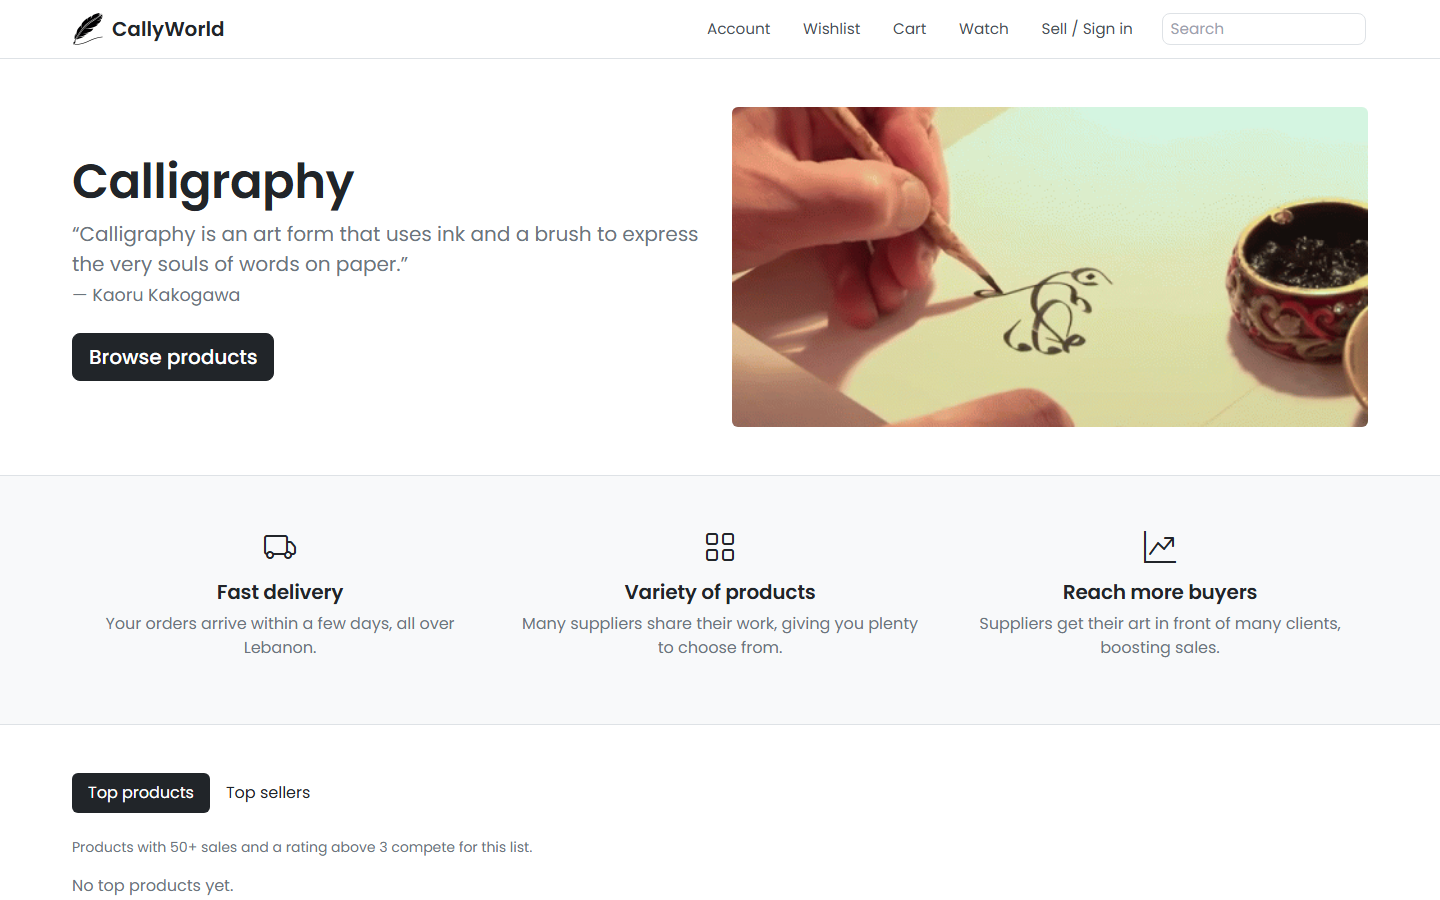 CallyWorld
Account Wishlist Cart Watch Sell / Sign in Search
Calligraphy
“Calligraphy is an art form that uses ink and a brush to express
the very souls of words on paper.”
— Kaoru Kakogawa
Browse products
Fast delivery
Your orders arrive within a few days, all over
Lebanon.
Variety of products
Many suppliers share their work, giving you plenty
to choose from.
Reach more buyers
Suppliers get their art in front of many clients,
boosting sales.
Top products Top sellers
Products with 50+ sales and a rating above 3 compete for this list.
No top products yet.